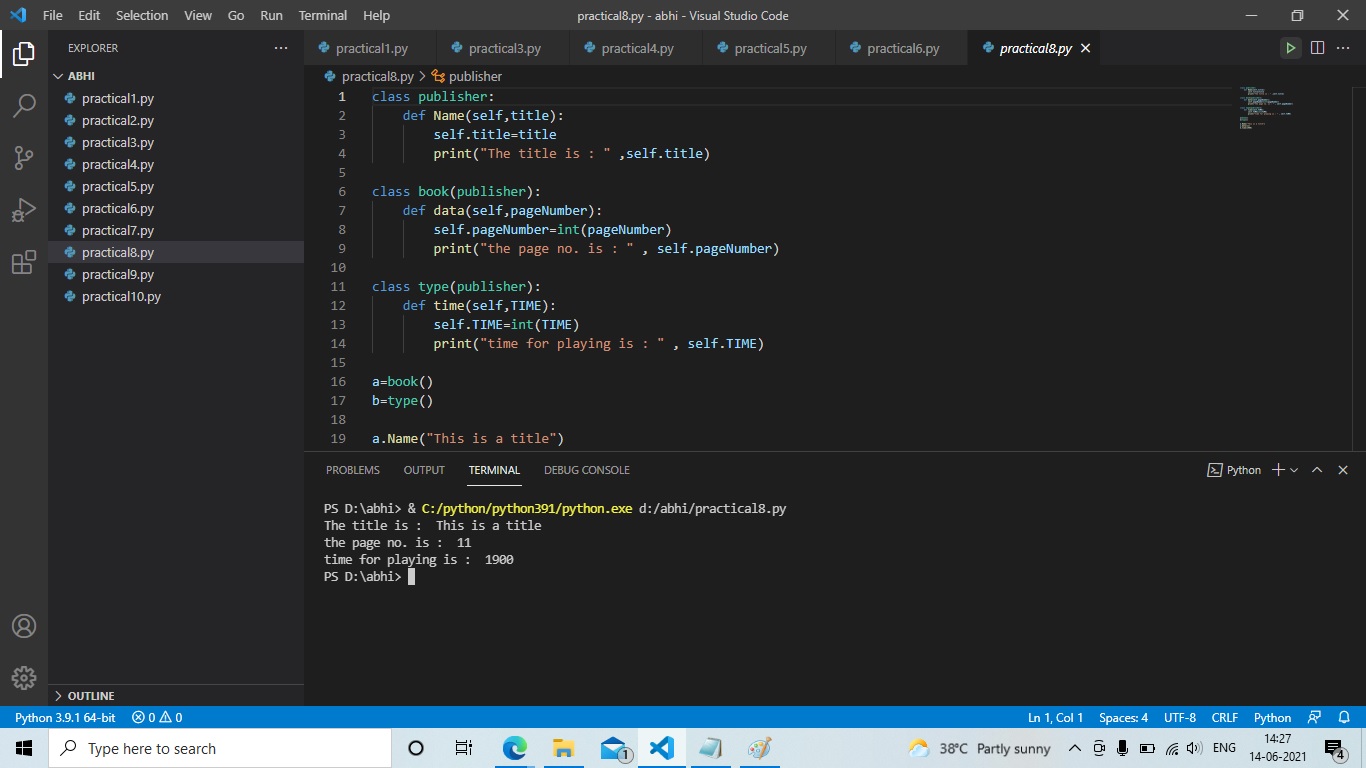 File Edit Selection View Go Run Terminal Help practical8.py - abhi - Visual Studio Code
EXPLORER
ABHI
practical1.py
practical2.py
practical3.py
practical4.py
practical5.py
practical6.py
practical7.py
practical8.py
practical9.py
practical10.py
OUTLINE
practical1.py practical3.py practical4.py practical5.py practical6.py practical8.py
practical8.py > publisher
1 class publisher:
2     def Name(self,title):
3         self.title=title
4         print("The title is : " ,self.title)
5
6 class book(publisher):
7     def data(self,pageNumber):
8         self.pageNumber=int(pageNumber)
9         print("the page no. is : " , self.pageNumber)
10
11 class type(publisher):
12     def time(self,TIME):
13         self.TIME=int(TIME)
14         print("time for playing is : " , self.TIME)
15
16 a=book()
17 b=type()
18
19 a.Name("This is a title")
PROBLEMS OUTPUT TERMINAL DEBUG CONSOLE Python
PS D:\abhi> & C:/python/python391/python.exe d:/abhi/practical8.py
The title is :  This is a title
the page no. is :  11
time for playing is :  1900
PS D:\abhi>
Python 3.9.1 64-bit 0 0 Ln 1, Col 1 Spaces: 4 UTF-8 CRLF Python
Type here to search 1 38°C Partly sunny ENG 14:27 4
14-06-2021